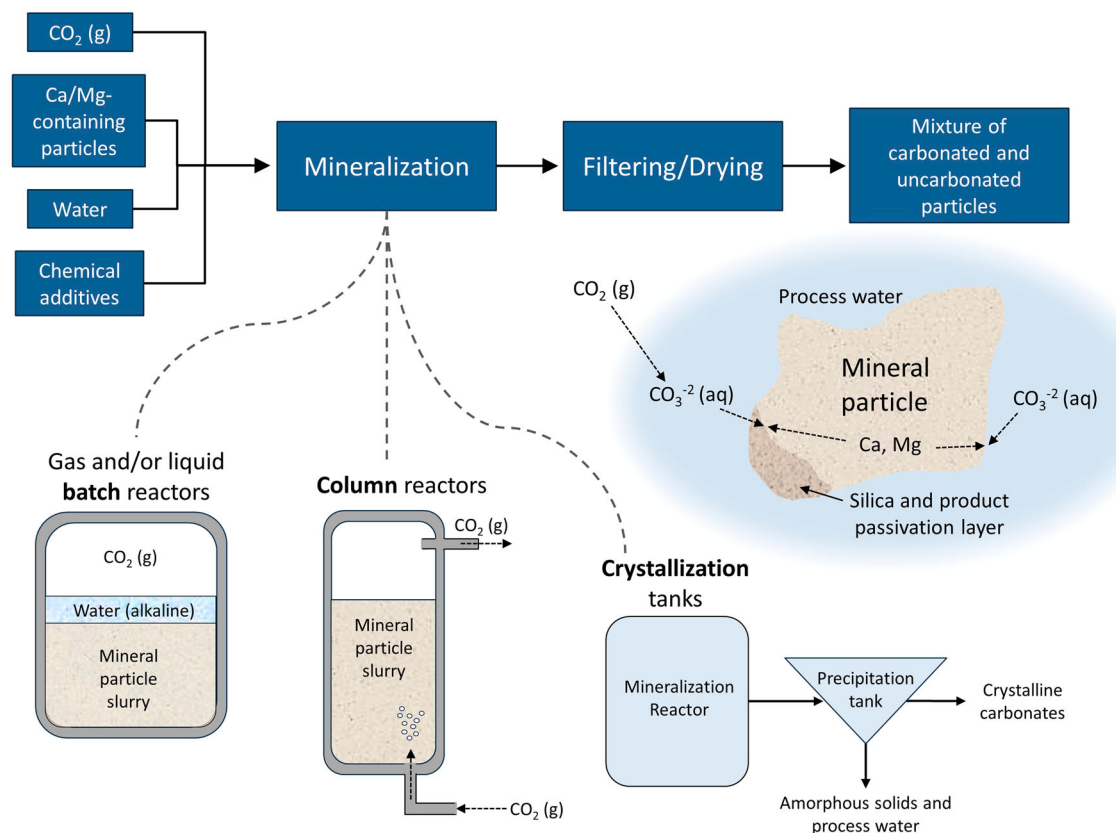 CO₂ (g)
Ca/Mg-
containing
particles
Water
Chemical
additives
Mineralization
Filtering/Drying
Mixture of
carbonated and
uncarbonated
particles
CO₂ (g)
Process water
Mineral
particle
CO₃⁻² (aq)
CO₃⁻² (aq)
Ca, Mg
Silica and product
passivation layer
Gas and/or liquid
batch reactors
CO₂ (g)
Water (alkaline)
Mineral
particle
slurry
Column reactors
CO₂ (g)
Mineral
particle
slurry
CO₂ (g)
Crystallization
tanks
Mineralization
Reactor
Precipitation
tank
Crystalline
carbonates
Amorphous solids and
process water